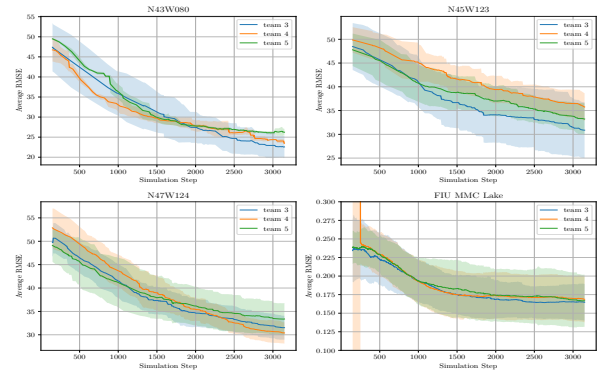 N43W080
55
50
45
40
35
30
25
20
Average RMSE
500 1000 1500 2000 2500 3000
Simulation Step
team 3
team 4
team 5
N45W123
50
45
40
35
30
25
Average RMSE
500 1000 1500 2000 2500 3000
Simulation Step
team 3
team 4
team 5
N47W124
55
50
45
40
35
30
Average RMSE
500 1000 1500 2000 2500 3000
Simulation Step
team 3
team 4
team 5
FIU MMC Lake
0.300
0.275
0.250
0.225
0.200
0.175
0.150
0.125
0.100
Average RMSE
500 1000 1500 2000 2500 3000
Simulation Step
team 3
team 4
team 5